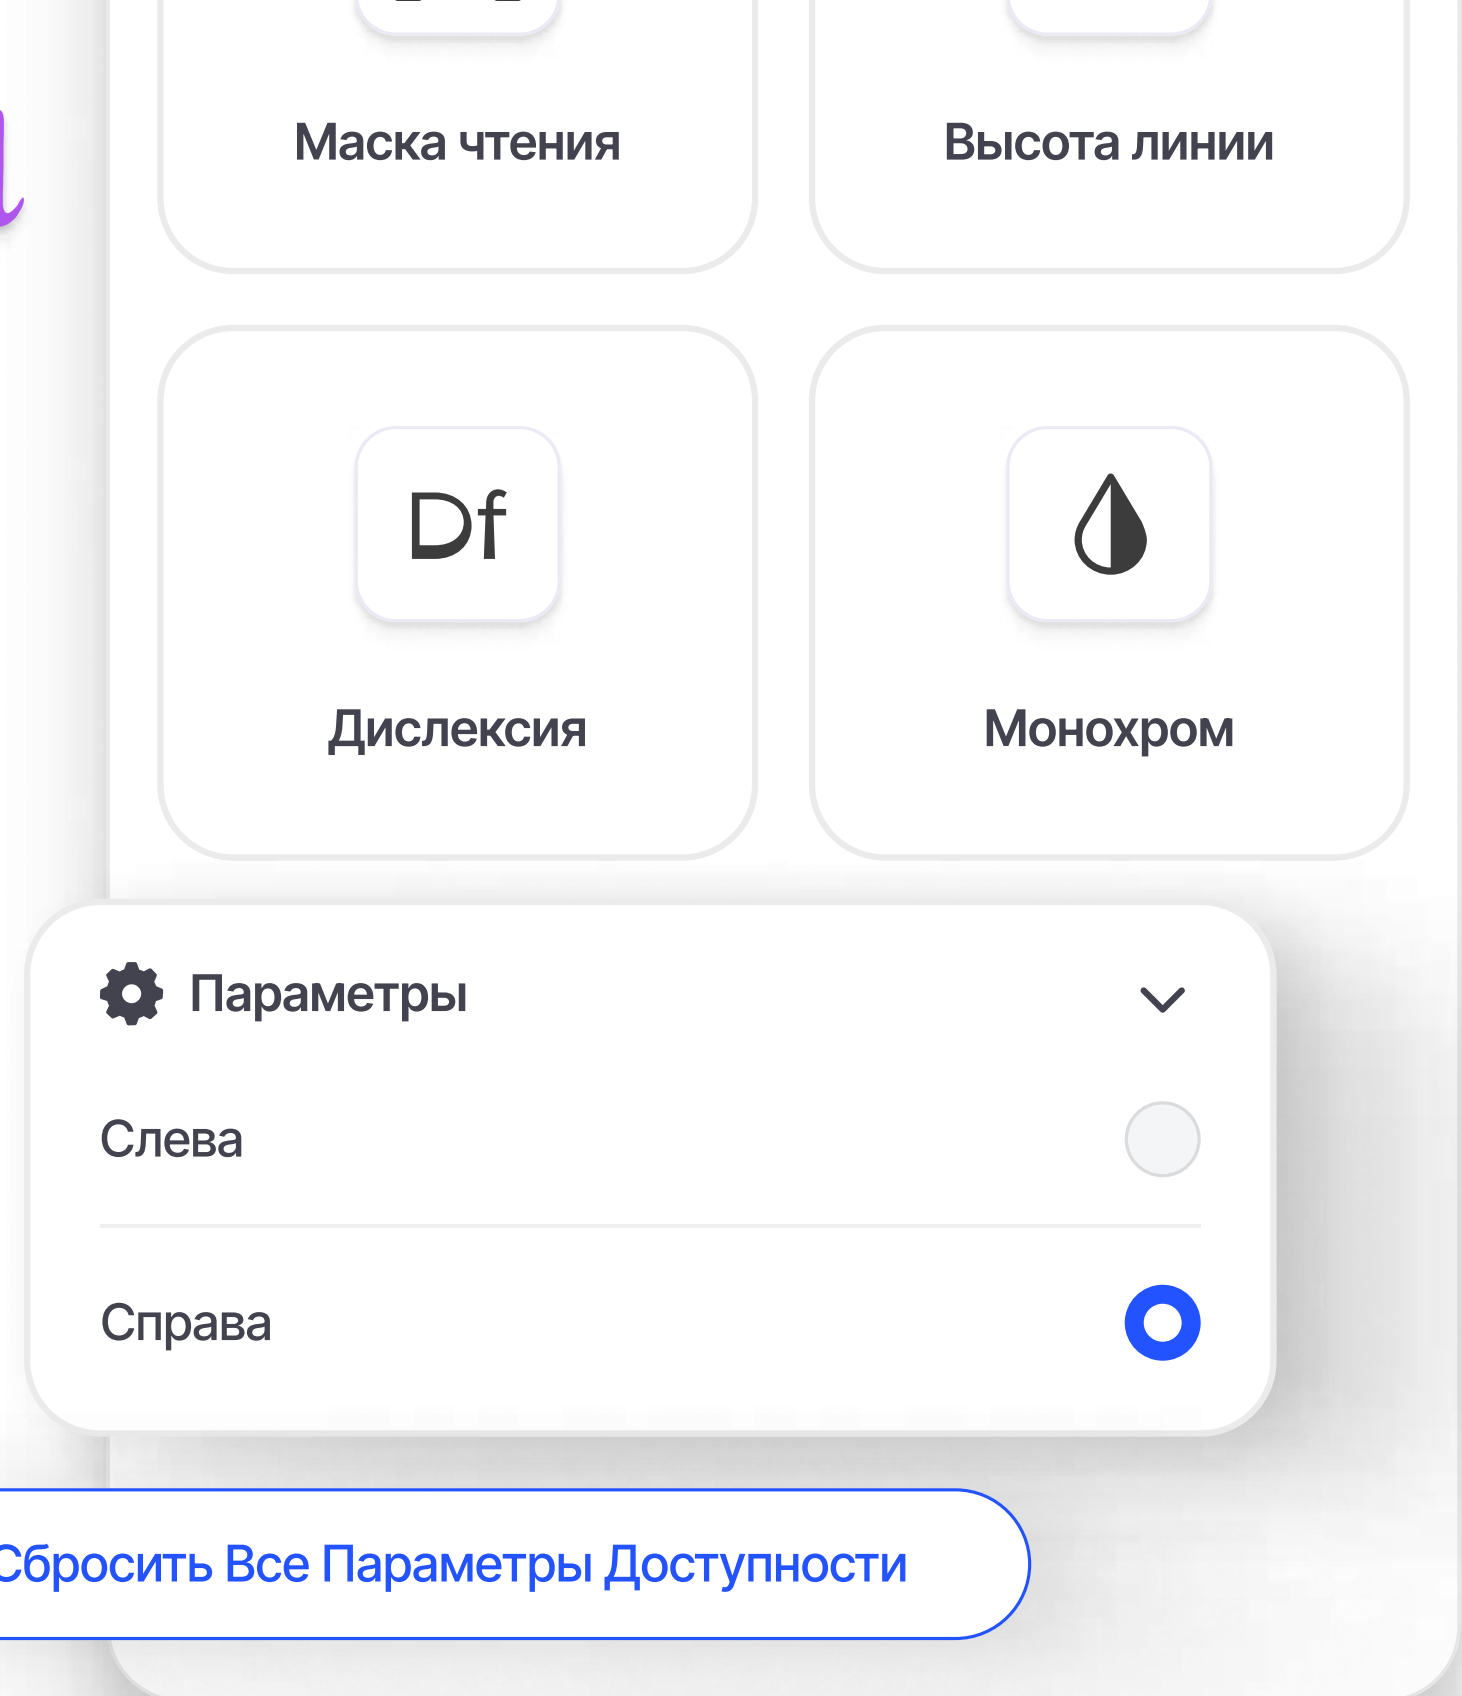 Маска чтения
Высота линии
Df
Дислексия
Монохром
Параметры
Слева
Справа
Сбросить Все Параметры Доступности